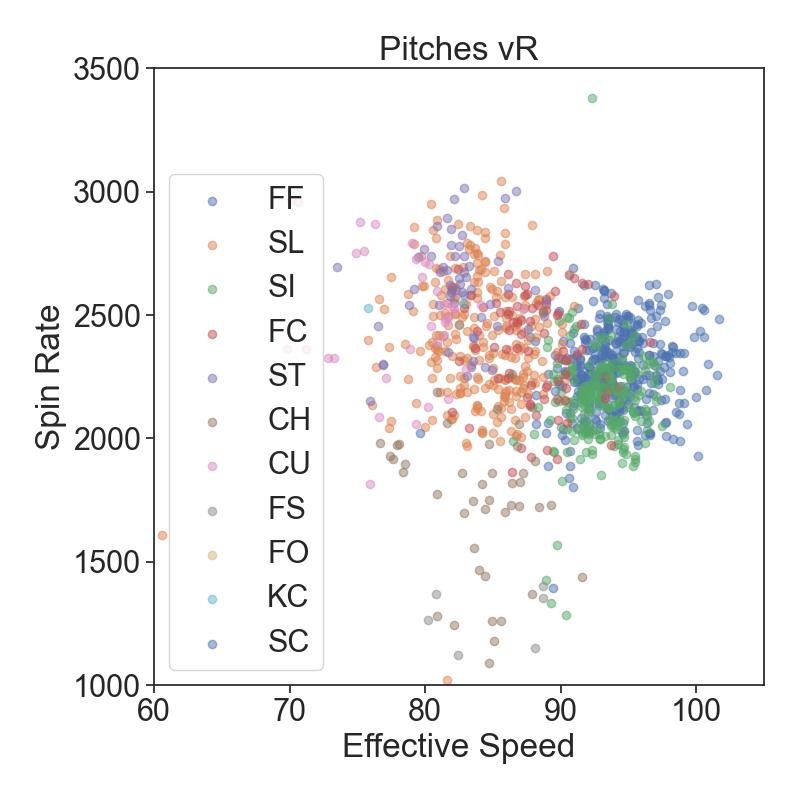 Pitches vR
3500
3000
2500
2000
1500
1000
Spin Rate
FF
SL
SI
FC
ST
CH
CU
FS
FO
KC
SC
60 70 80 90 100
Effective Speed